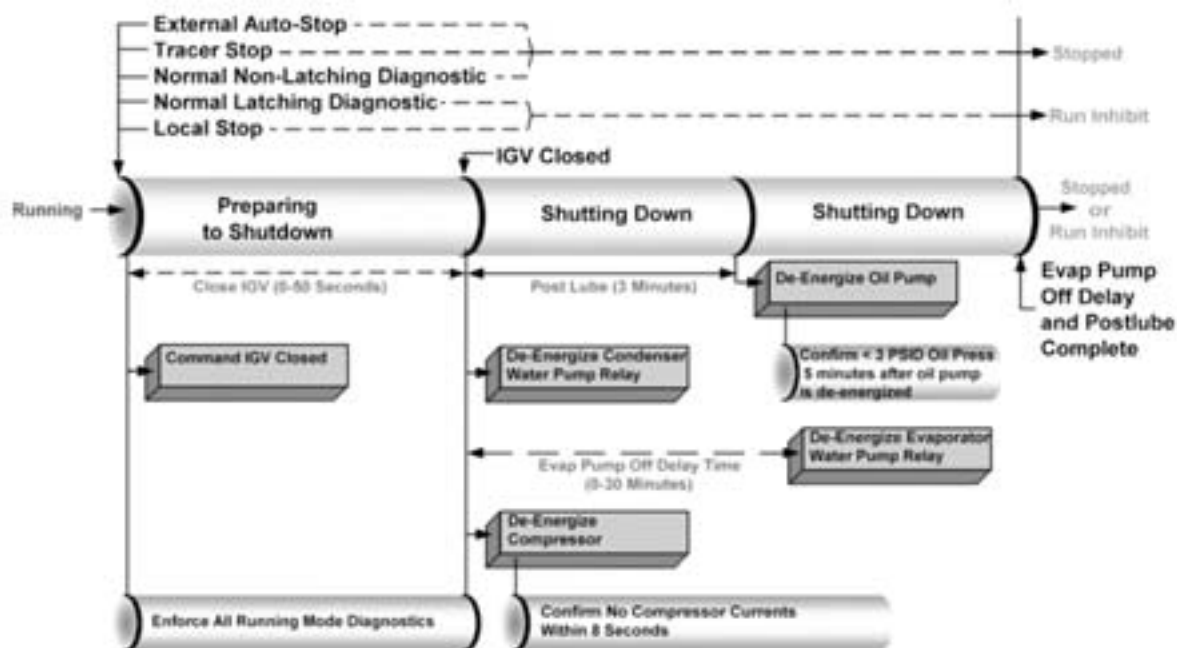 External Auto-Stop
Tracer Stop
Normal Non-Latching Diagnostic
Normal Latching Diagnostic
Local Stop
Stopped
Run Inhibit
IGV Closed
Running
Preparing
to Shutdown
Shutting Down
Shutting Down
Stopped
or
Run Inhibit
Close IGV (0-50 Seconds)
Post Lube (3 Minutes)
De-Energize Oil Pump
Evap Pump
Off Delay
and Postlube
Complete
Command IGV Closed
De-Energize Condenser
Water Pump Relay
Confirm < 3 PSID Oil Press
5 minutes after oil pump
is de-energized
Evap Pump Off Delay Time
(0-30 Minutes)
De-Energize Evaporator
Water Pump Relay
De-Energize
Compressor
Enforce All Running Mode Diagnostics
Confirm No Compressor Currents
Within 8 Seconds